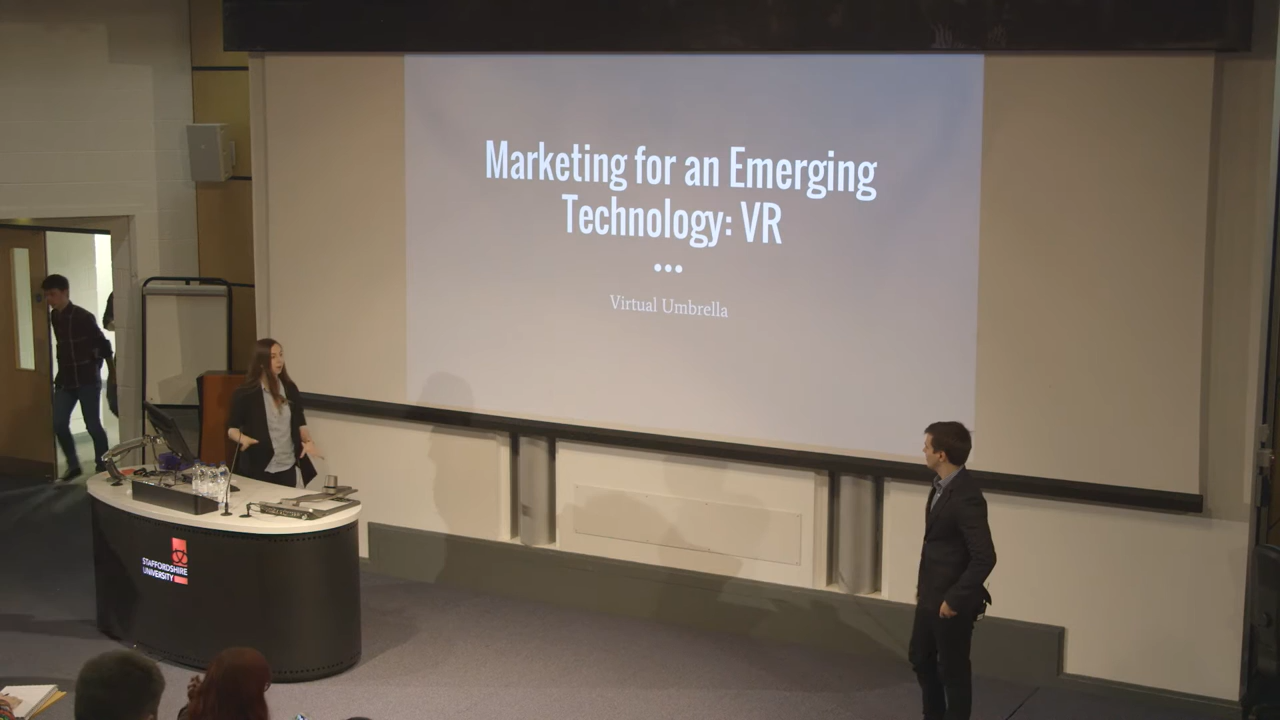 Marketing for an Emerging
Technology: VR
Virtual Umbrella
STAFFORDSHIRE
UNIVERSITY